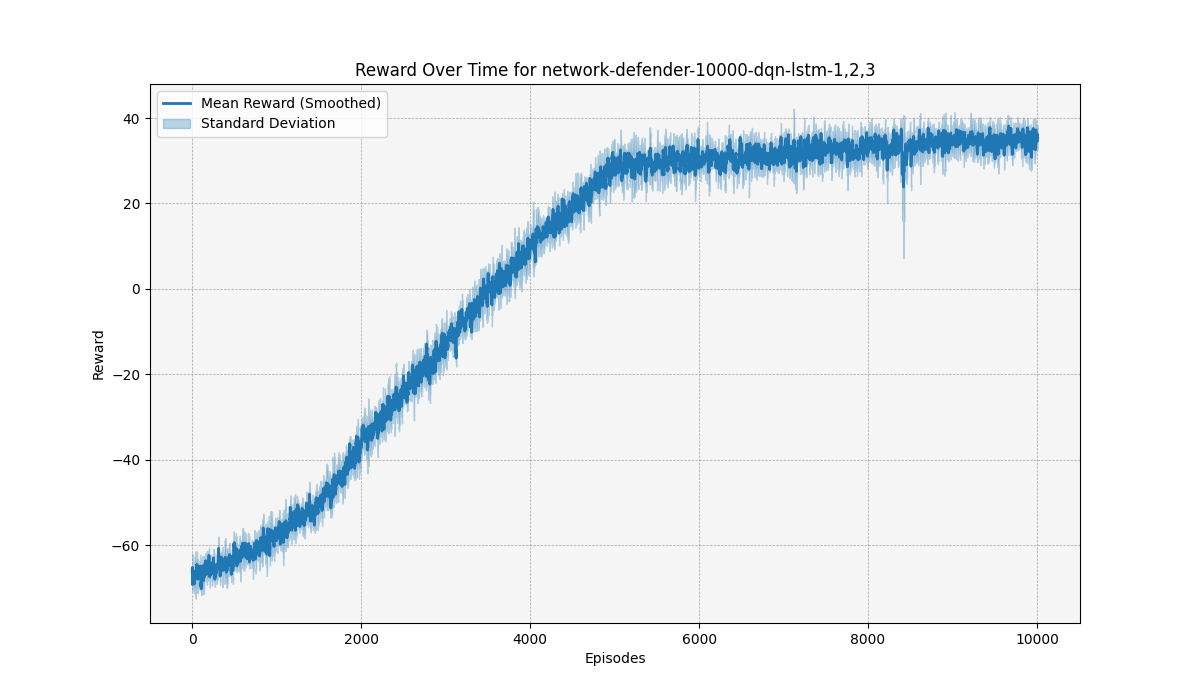 Reward Over Time for network-defender-10000-dqn-lstm-1,2,3
Mean Reward (Smoothed)
Standard Deviation
40
20
0
−20
−40
−60
Reward
0 2000 4000 6000 8000 10000
Episodes